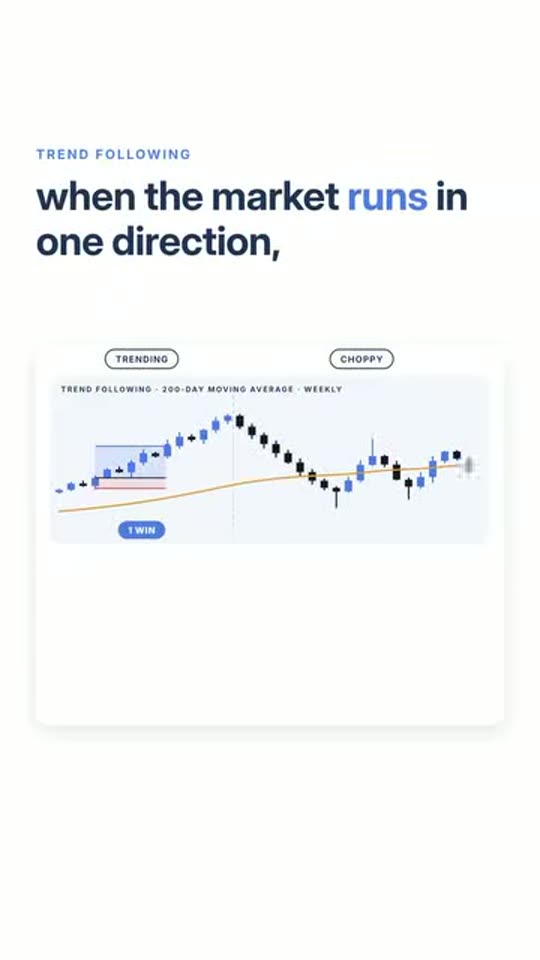 TREND FOLLOWING
when the market runs in
one direction,
TRENDING
CHOPPY
TREND FOLLOWING · 200-DAY MOVING AVERAGE · WEEKLY
1 WIN